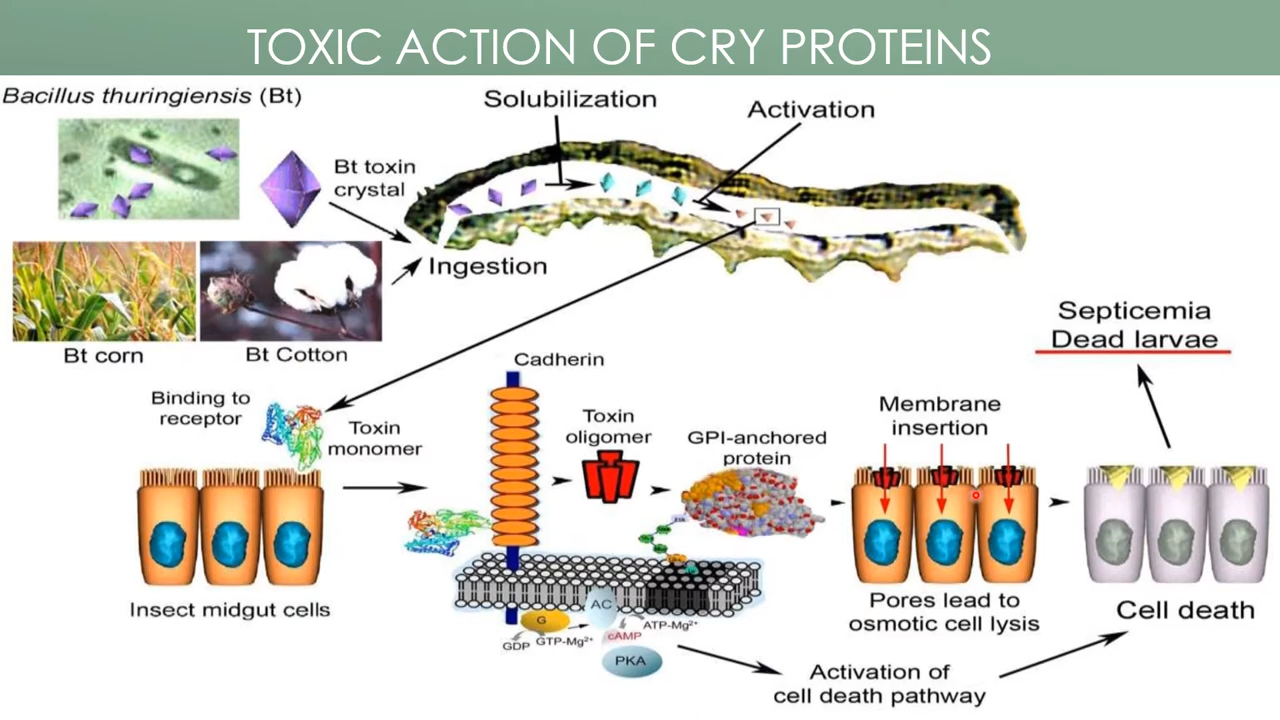 TOXIC ACTION OF CRY PROTEINS
Bacillus thuringiensis (Bt)
Solubilization
Activation
Bt toxin
crystal
Ingestion
Bt corn
Bt Cotton
Septicemia
Dead larvae
Cadherin
Binding to
receptor
Toxin
monomer
Toxin
oligomer
GPI-anchored
protein
Membrane
insertion
Insect midgut cells
AC
G
ATP-Mg²⁺
GDP
GTP-Mg²⁺
cAMP
PKA
Pores lead to
osmotic cell lysis
Cell death
Activation of
cell death pathway